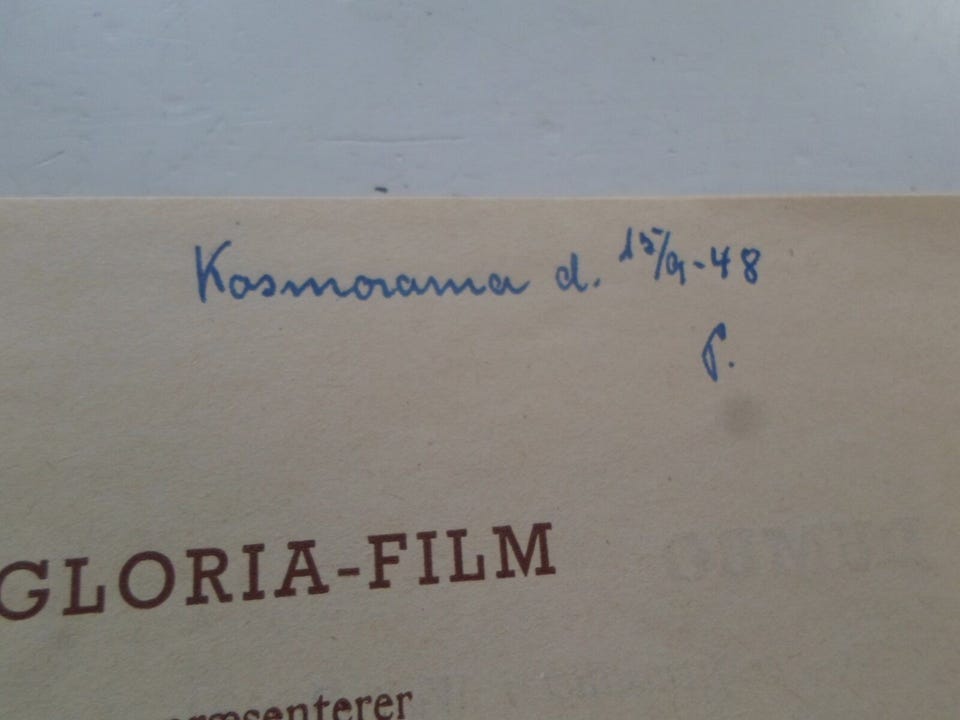 Kosmorama d. 15/9-48
P.
GLORIA-FILM
præsenterer